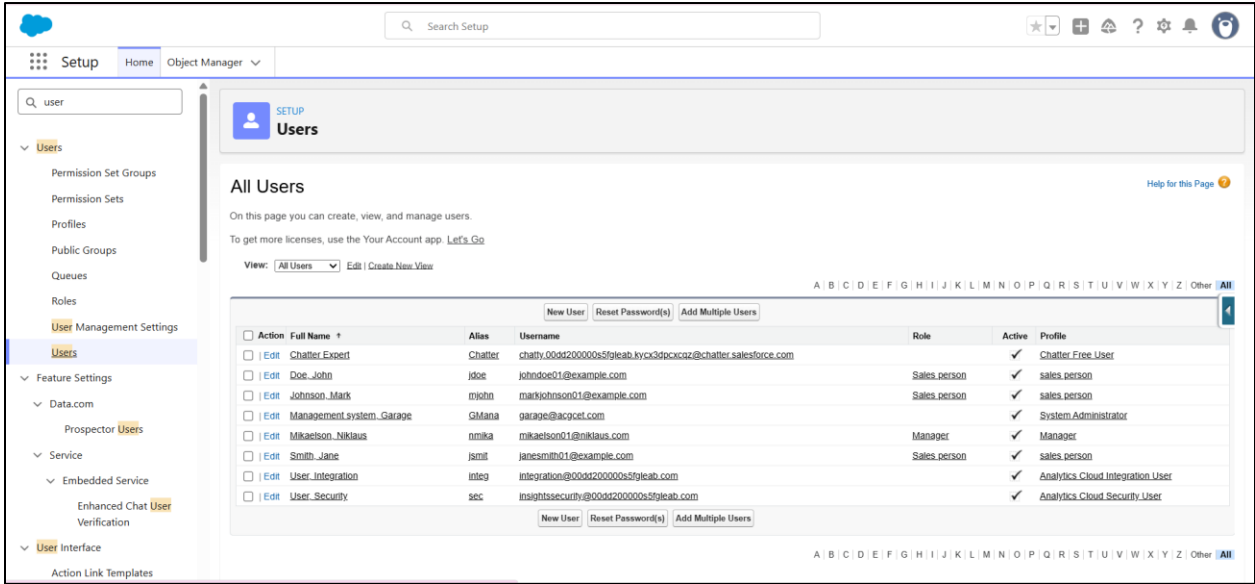 Search Setup
Setup Home Object Manager
user
Users
Permission Set Groups
Permission Sets
Profiles
Public Groups
Queues
Roles
User Management Settings
Users
Feature Settings
Data.com
Prospector Users
Service
Embedded Service
Enhanced Chat User
Verification
User Interface
Action Link Templates
SETUP
Users
All Users
Help for this Page ?
On this page you can create, view, and manage users.
To get more licenses, use the Your Account app. Let's Go
View: All Users Edit | Create New View
A | B | C | D | E | F | G | H | I | J | K | L | M | N | O | P | Q | R | S | T | U | V | W | X | Y | Z | Other All
New User Reset Password(s) Add Multiple Users
Action Full Name ↑ Alias Username Role Active Profile
| Edit Chatter Expert Chatter chatty.00dd200000s5fgleab.kycx3dpcxcqz@chatter.salesforce.com Chatter Free User
| Edit Doe, John jdoe johndoe01@example.com Sales person sales person
| Edit Johnson, Mark mjohn markjohnson01@example.com Sales person sales person
| Edit Management system, Garage GMana garage@acgcet.com System Administrator
| Edit Mikaelson, Niklaus nmika mikaelson01@niklaus.com Manager Manager
| Edit Smith, Jane jsmit janesmith01@example.com Sales person sales person
| Edit User, Integration integ integration@00dd200000s5fgleab.com Analytics Cloud Integration User
| Edit User, Security sec insightssecurity@00dd200000s5fgleab.com Analytics Cloud Security User
New User Reset Password(s) Add Multiple Users
A | B | C | D | E | F | G | H | I | J | K | L | M | N | O | P | Q | R | S | T | U | V | W | X | Y | Z | Other All